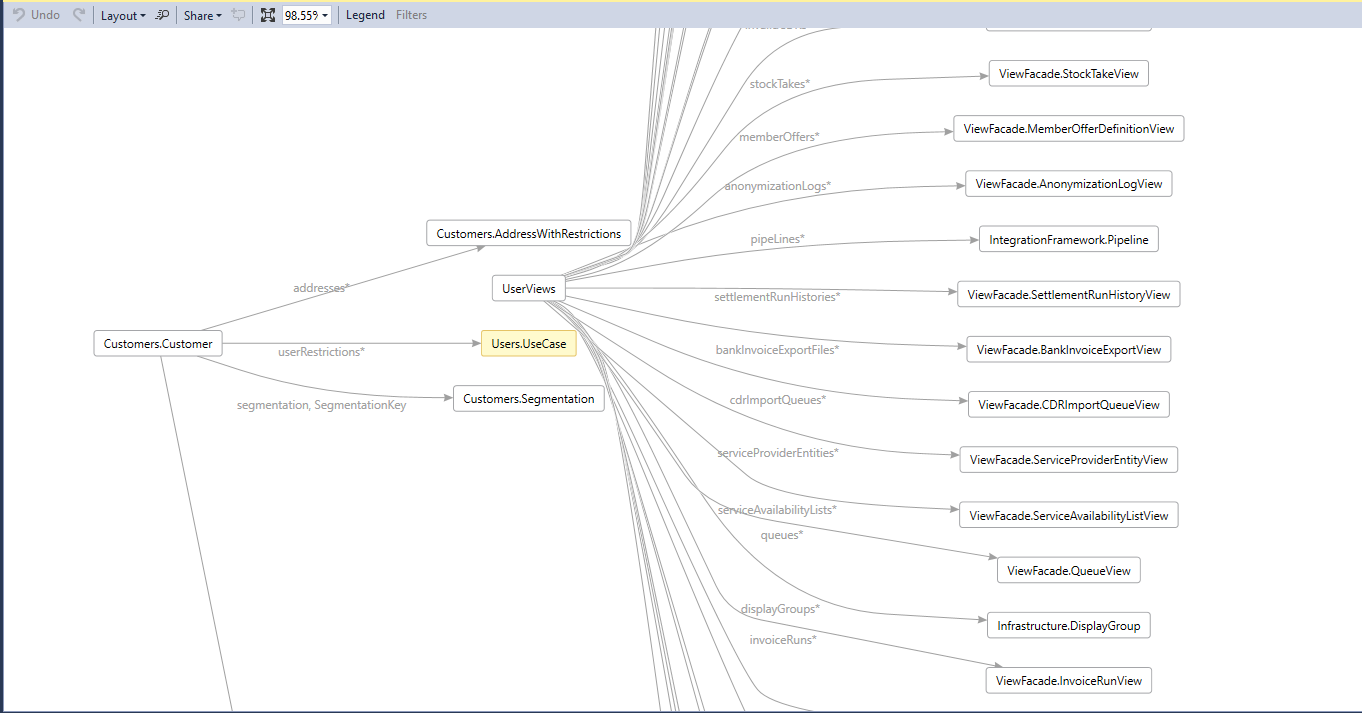 Undo
Layout
Share
98.55%
Legend
Filters
stockTakes*
ViewFacade.StockTakeView
memberOffers*
ViewFacade.MemberOfferDefinitionView
anonymizationLogs*
ViewFacade.AnonymizationLogView
Customers.AddressWithRestrictions
pipeLines*
IntegrationFramework.Pipeline
addresses*
UserViews
settlementRunHistories*
ViewFacade.SettlementRunHistoryView
Customers.Customer
userRestrictions*
Users.UseCase
bankInvoiceExportFiles*
ViewFacade.BankInvoiceExportView
segmentation, SegmentationKey
Customers.Segmentation
cdrImportQueues*
ViewFacade.CDRImportQueueView
serviceProviderEntities*
ViewFacade.ServiceProviderEntityView
serviceAvailabilityLists*
ViewFacade.ServiceAvailabilityListView
queues*
ViewFacade.QueueView
displayGroups*
Infrastructure.DisplayGroup
invoiceRuns*
ViewFacade.InvoiceRunView